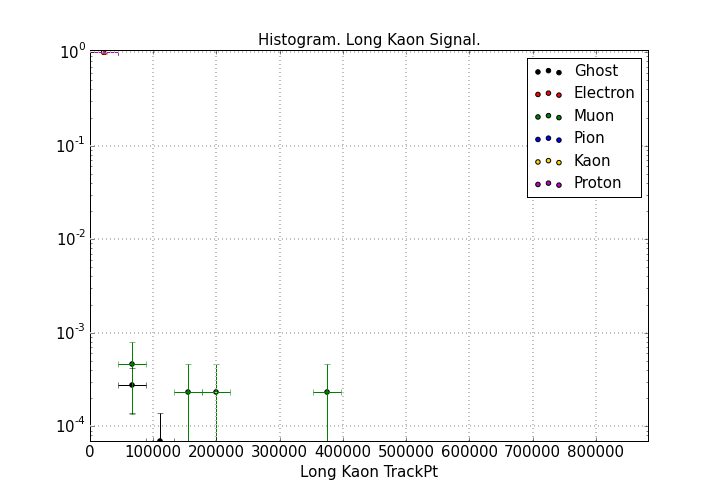 Histogram. Long Kaon Signal.
10^0
10^-1
10^-2
10^-3
10^-4
Ghost
Electron
Muon
Pion
Kaon
Proton
0 100000 200000 300000 400000 500000 600000 700000 800000
Long Kaon TrackPt